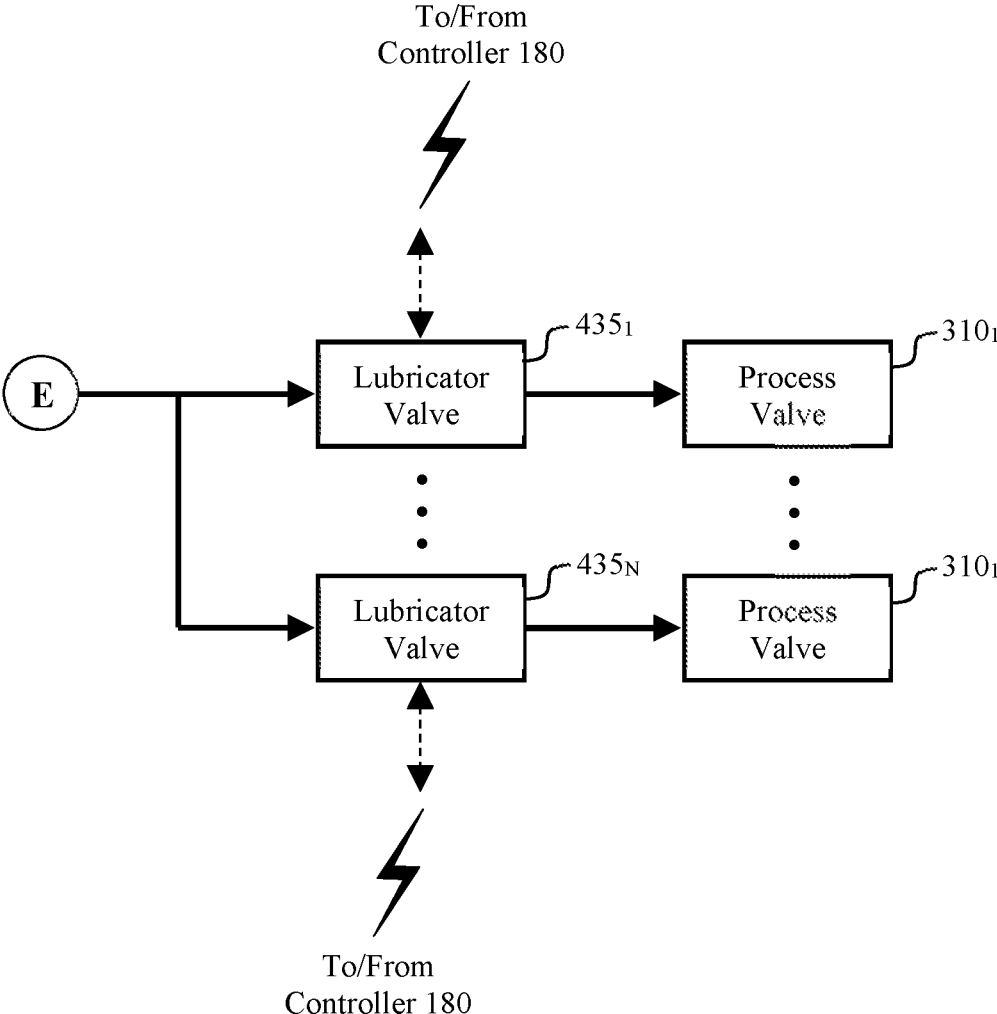 To/From
Controller 180
435₁
310₁
E
Lubricator
Valve
Process
Valve
435N
310₁
Lubricator
Valve
Process
Valve
To/From
Controller 180